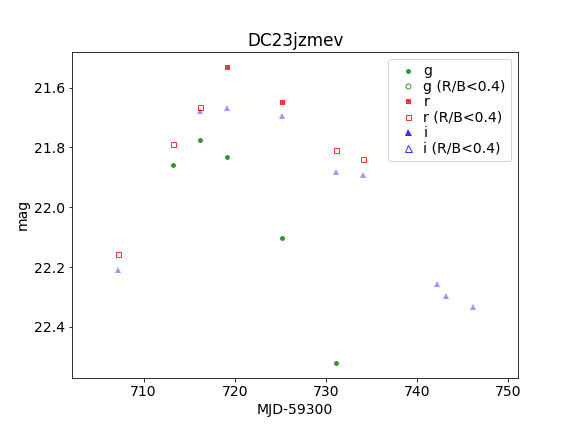 DC23jzmev
g
g (R/B<0.4)
r
r (R/B<0.4)
i
i (R/B<0.4)
mag
21.6
21.8
22.0
22.2
22.4
710 720 730 740 750
MJD-59300